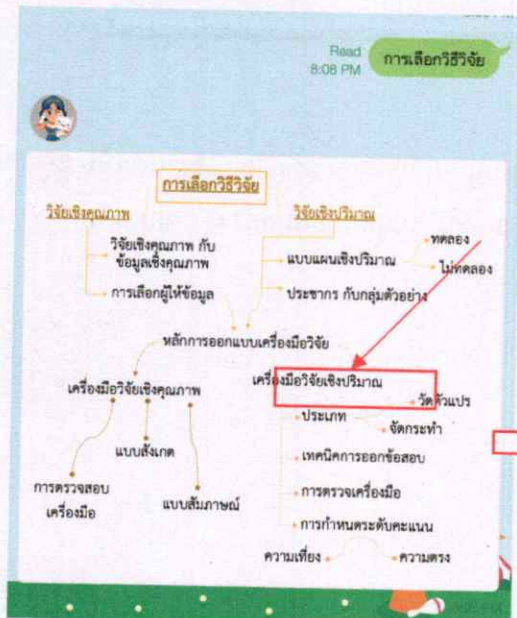 Read
8:08 PM
การเลือกวิธีวิจัย
การเลือกวิธีวิจัย
วิจัยเชิงคุณภาพ
วิจัยเชิงปริมาณ
วิจัยเชิงคุณภาพ กับ
ข้อมูลเชิงคุณภาพ
การเลือกผู้ให้ข้อมูล
แบบแผนเชิงปริมาณ
ทดลอง
ไม่ทดลอง
ประชากร กับกลุ่มตัวอย่าง
หลักการออกแบบเครื่องมือวิจัย
เครื่องมือวิจัยเชิงคุณภาพ
การตรวจสอบ
เครื่องมือ
แบบสังเกต
แบบสัมภาษณ์
เครื่องมือวิจัยเชิงปริมาณ
ประเภท
วัดตัวแปร
จัดกระทำ
เทคนิคการออกข้อสอบ
การตรวจเครื่องมือ
การกำหนดระดับคะแนน
ความเที่ยง
ความตรง